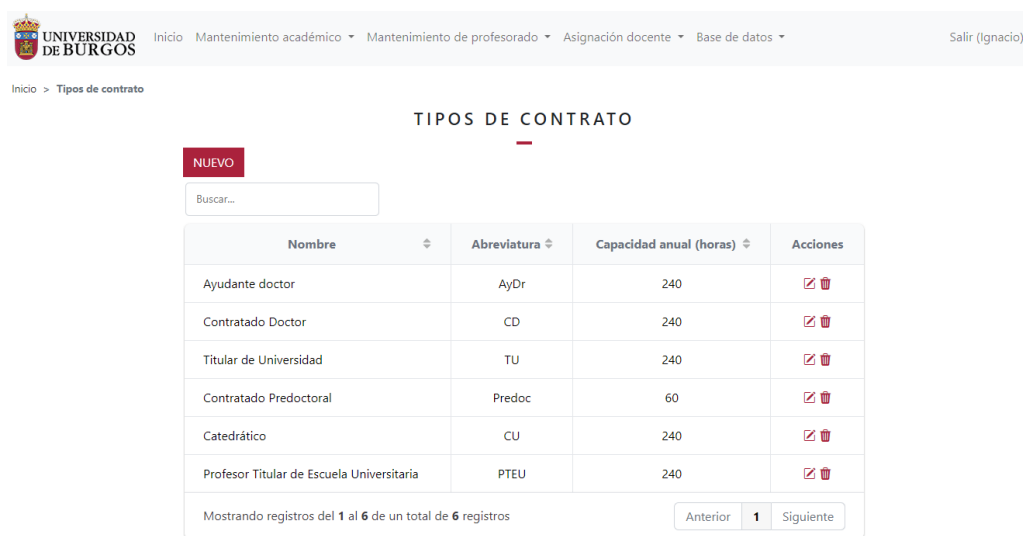 UNIVERSIDAD
DE BURGOS
Inicio Mantenimiento académico Mantenimiento de profesorado Asignación docente Base de datos Salir (Ignacio)
Inicio > Tipos de contrato
TIPOS DE CONTRATO
NUEVO
Buscar...
Nombre Abreviatura Capacidad anual (horas) Acciones
Ayudante doctor AyDr 240
Contratado Doctor CD 240
Titular de Universidad TU 240
Contratado Predoctoral Predoc 60
Catedrático CU 240
Profesor Titular de Escuela Universitaria PTEU 240
Mostrando registros del 1 al 6 de un total de 6 registros Anterior 1 Siguiente